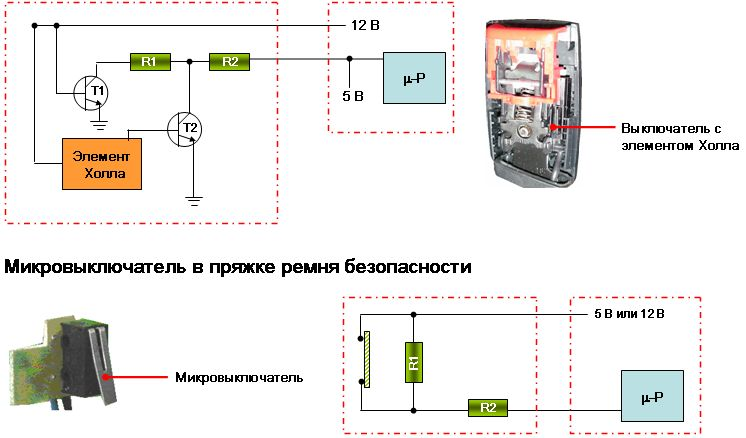 12 В
R1
R2
T1
5 В
μ-P
T2
Элемент
Холла
Выключатель с
элементом Холла
Микровыключатель в пряжке ремня безопасности
5 В или 12 В
R1
Микровыключатель
R2
μ-P